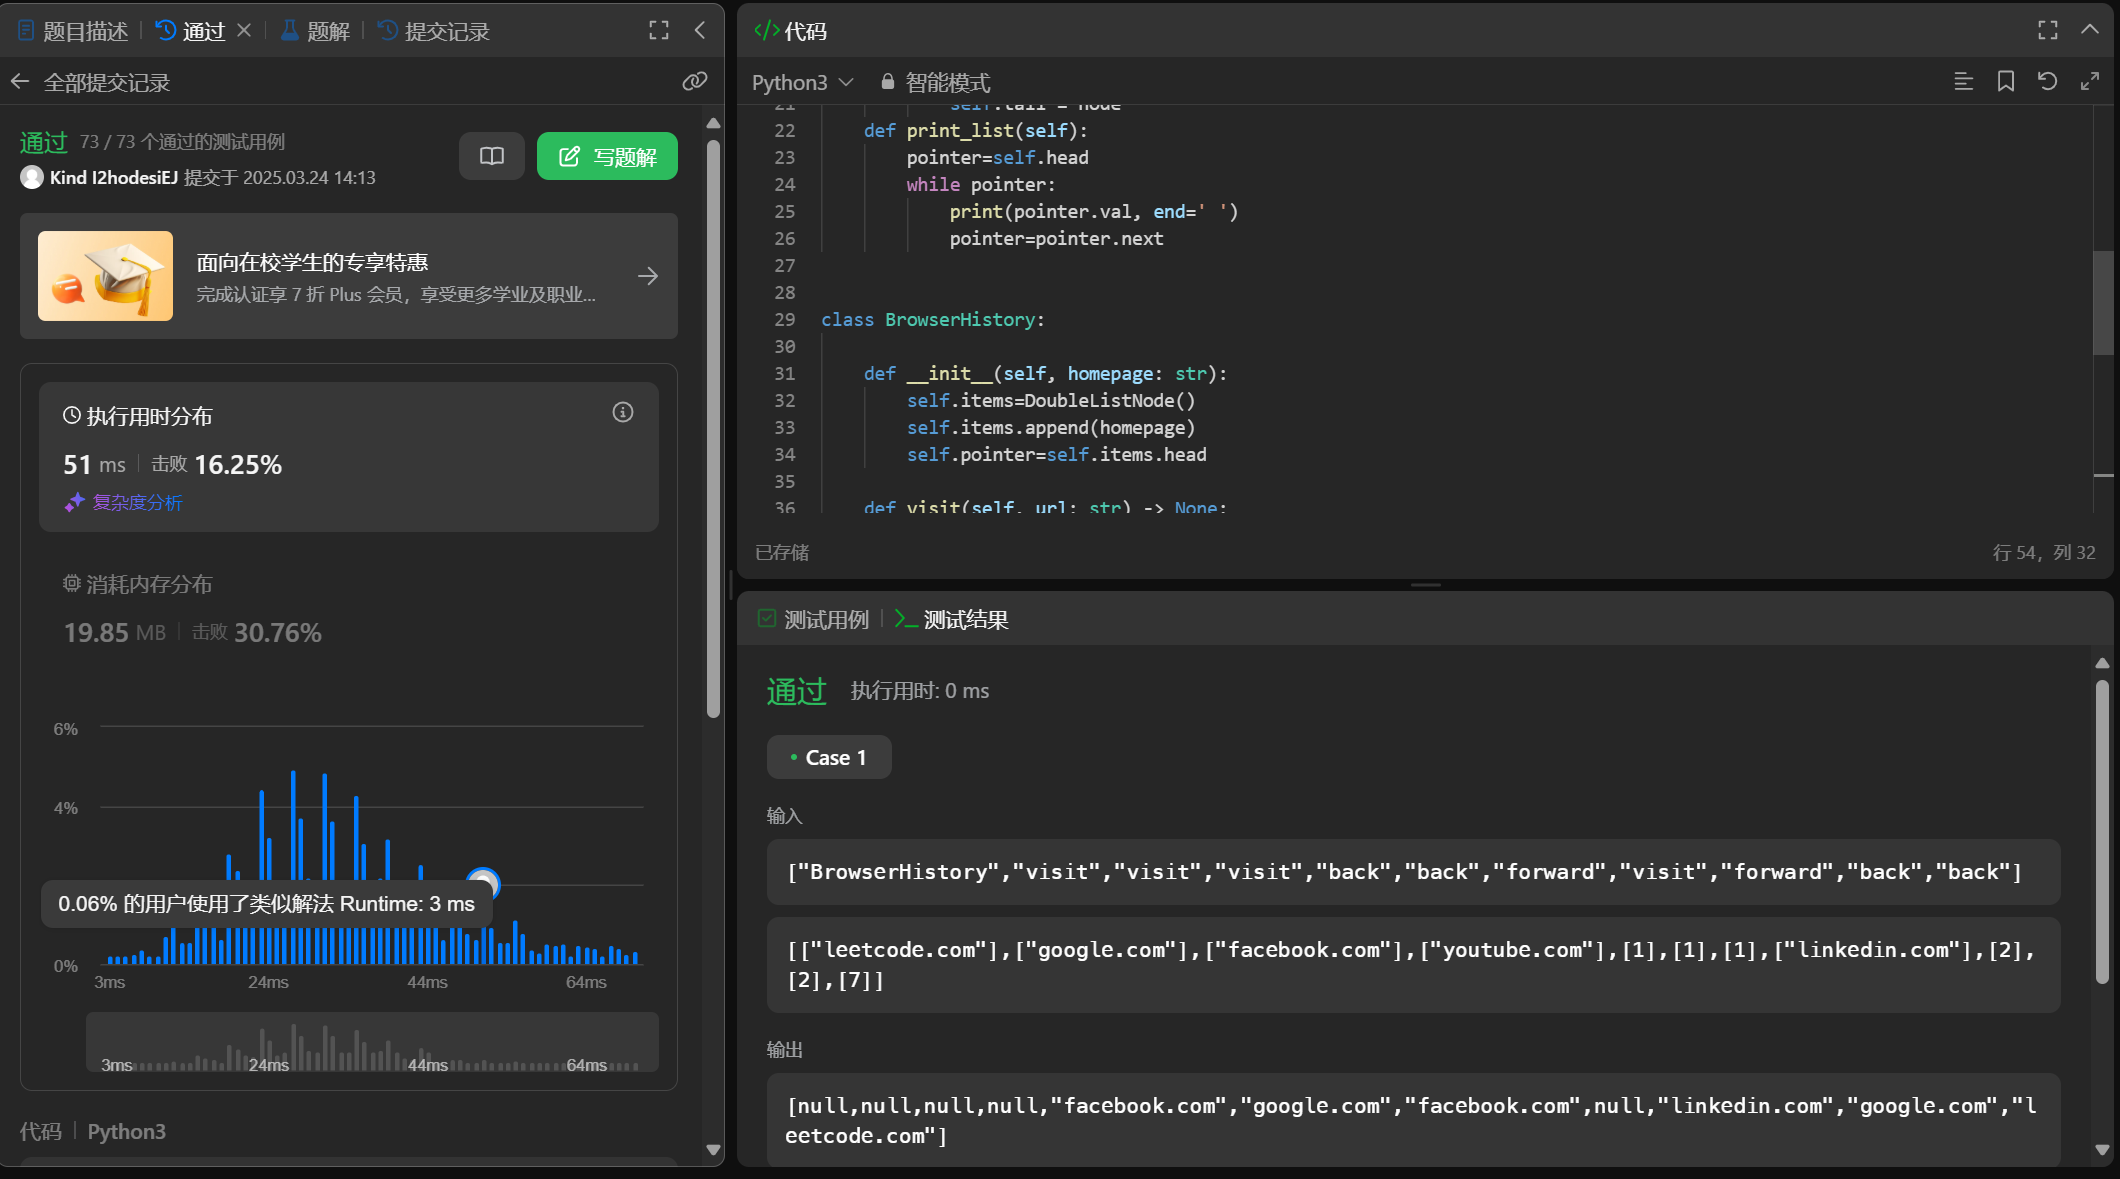 题目描述
通过
题解
提交记录
全部提交记录
通过 73 / 73 个通过的测试用例
Kind I2hodesiEJ 提交于 2025.03.24 14:13
写题解
面向在校学生的专享特惠
完成认证享 7 折 Plus 会员，享受更多学业及职业...
执行用时分布
51 ms 击败 16.25%
复杂度分析
消耗内存分布
19.85 MB 击败 30.76%
6%
4%
0.06% 的用户使用了类似解法 Runtime: 3 ms
0%
3ms 24ms 44ms 64ms
3ms 24ms 44ms 64ms
代码 Python3
</> 代码
Python3 智能模式
21 self.tail = node
22 def print_list(self):
23 pointer=self.head
24 while pointer:
25 print(pointer.val, end=' ')
26 pointer=pointer.next
27
28
29 class BrowserHistory:
30
31 def __init__(self, homepage: str):
32 self.items=DoubleListNode()
33 self.items.append(homepage)
34 self.pointer=self.items.head
35
36 def visit(self, url: str) -> None:
已存储
行 54，列 32
测试用例
测试结果
通过 执行用时: 0 ms
Case 1
输入
["BrowserHistory","visit","visit","visit","back","back","forward","visit","forward","back","back"]
[["leetcode.com"],["google.com"],["facebook.com"],["youtube.com"],[1],[1],[1],["linkedin.com"],[2],
[2],[7]]
输出
[null,null,null,null,"facebook.com","google.com","facebook.com",null,"linkedin.com","google.com","l
eetcode.com"]